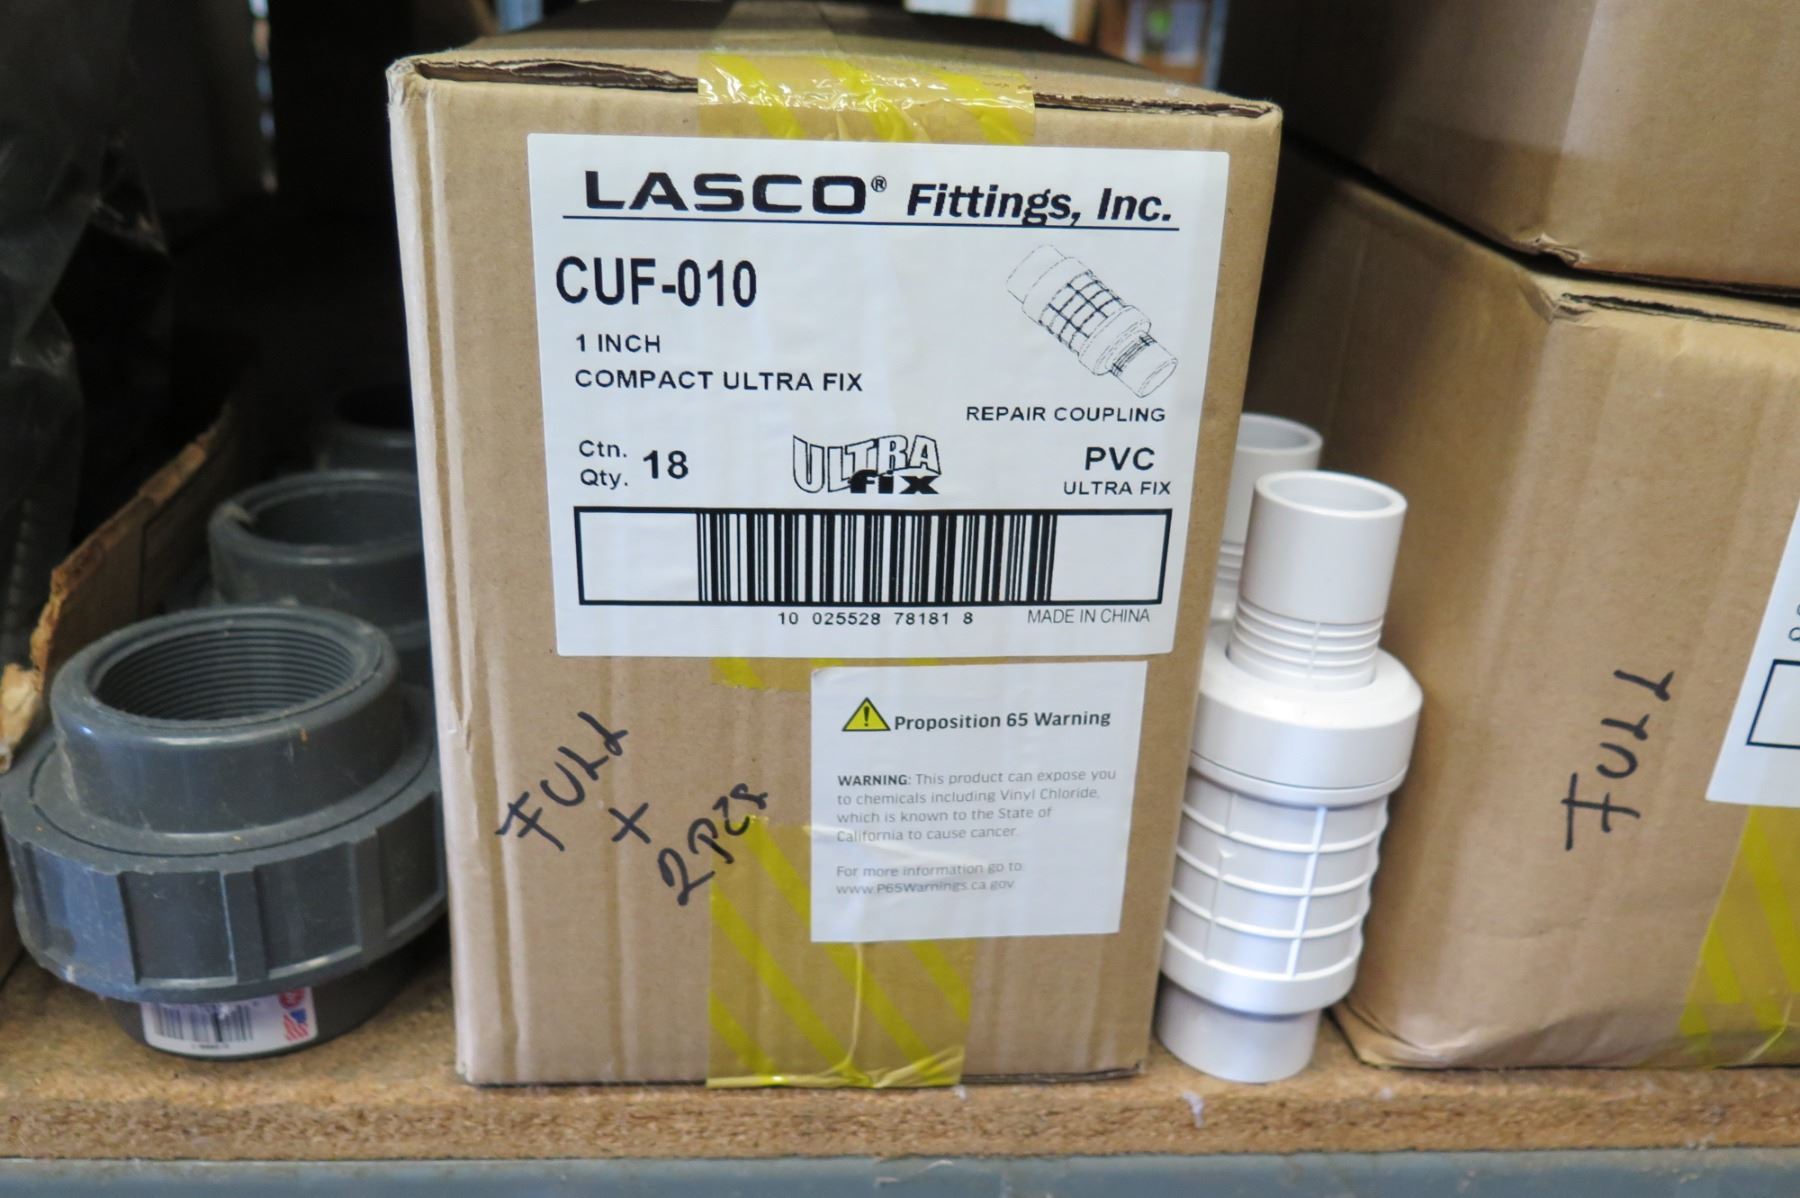 LASCO® Fittings, Inc.
CUF-010
1 INCH
COMPACT ULTRA FIX
REPAIR COUPLING
Ctn.
Qty. 18
ULTRA
fix
PVC
ULTRA FIX
10 025528 78181 8
MADE IN CHINA
Proposition 65 Warning
WARNING: This product can expose you
to chemicals including Vinyl Chloride,
which is known to the State of
California to cause cancer.
For more information go to
www.P65Warnings.ca.gov
FULL
+
2 PCS
FULL